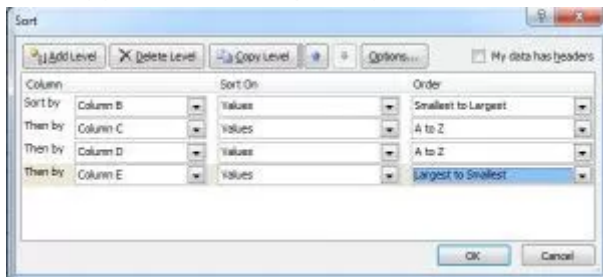 Sort
Add Level Delete Level Copy Level Options... My data has headers
Column Sort On Order
Sort by Column B Values Smallest to Largest
Then by Column C Values A to Z
Then by Column D Values A to Z
Then by Column E Values Largest to Smallest
OK Cancel